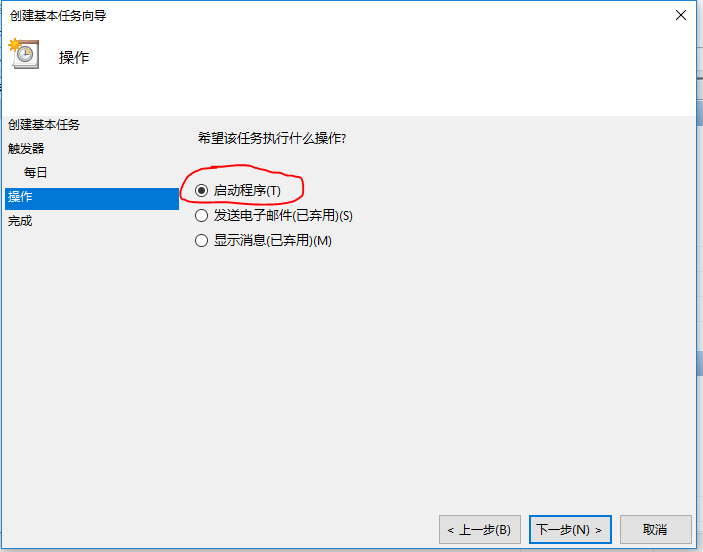 创建基本任务向导
操作
创建基本任务
触发器
每日
操作
完成
希望该任务执行什么操作?
启动程序(T)
发送电子邮件(已弃用)(S)
显示消息(已弃用)(M)
< 上一步(B)
下一步(N) >
取消